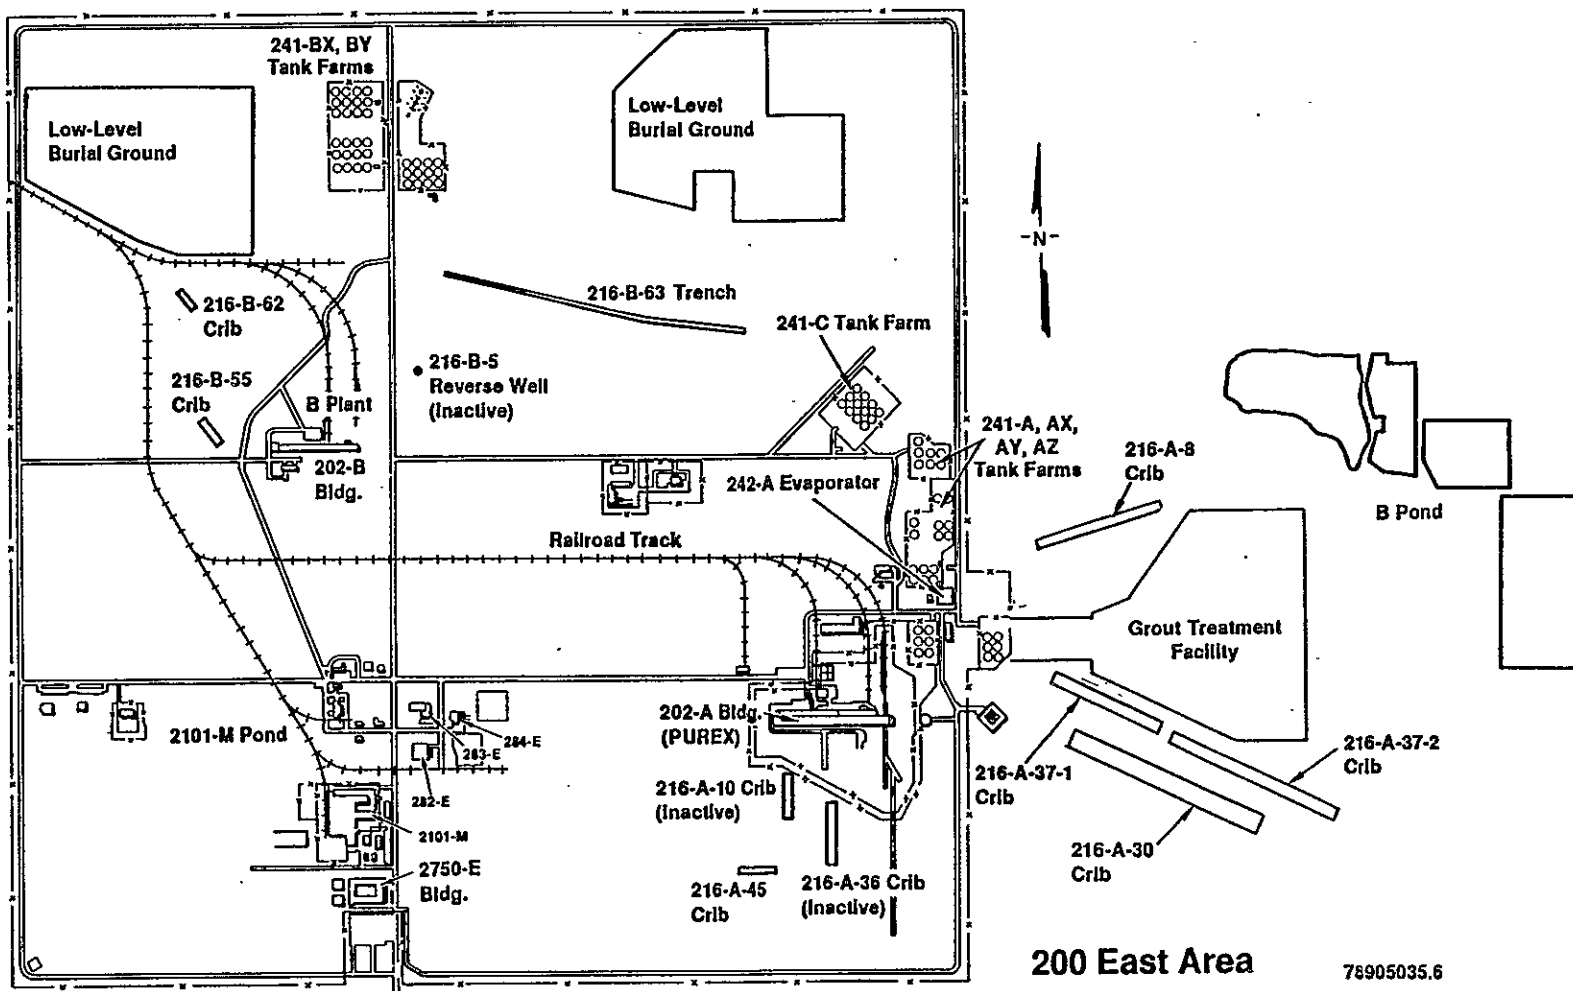 241-BX, BY
Tank Farms
Low-Level
Burial Ground
Low-Level
Burial Ground
-N-
216-B-62
Crib
216-B-63 Trench
241-C Tank Farm
216-B-55
Crib
B Plant
216-B-5
Reverse Well
(Inactive)
202-B
Bldg.
241-A, AX,
AY, AZ
Tank Farms
216-A-8
Crib
242-A Evaporator
B Pond
Railroad Track
Grout Treatment
Facility
2101-M Pond
202-A Bldg.
(PUREX)
284-E
283-E
282-E
216-A-37-2
Crib
216-A-37-1
Crib
216-A-10 Crib
(Inactive)
2101-M
2750-E
Bldg.
216-A-30
Crib
216-A-45
Crib
216-A-36 Crib
(Inactive)
200 East Area
78905035.6